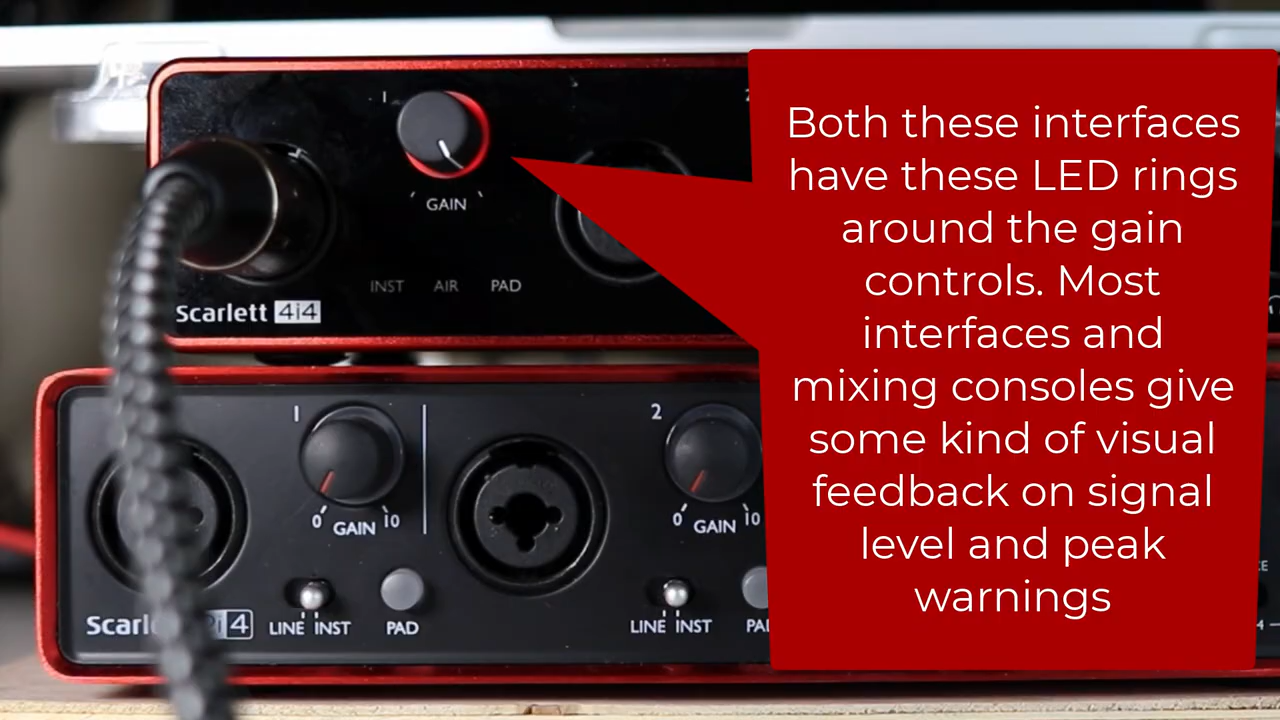 Both these interfaces
have these LED rings
around the gain
controls. Most
interfaces and
mixing consoles give
some kind of visual
feedback on signal
level and peak
warnings
1
GAIN
INST AIR PAD
Scarlett 4i4
1
0 GAIN 10
LINE INST PAD
2
0 GAIN 10
LINE INST
Scarl
4